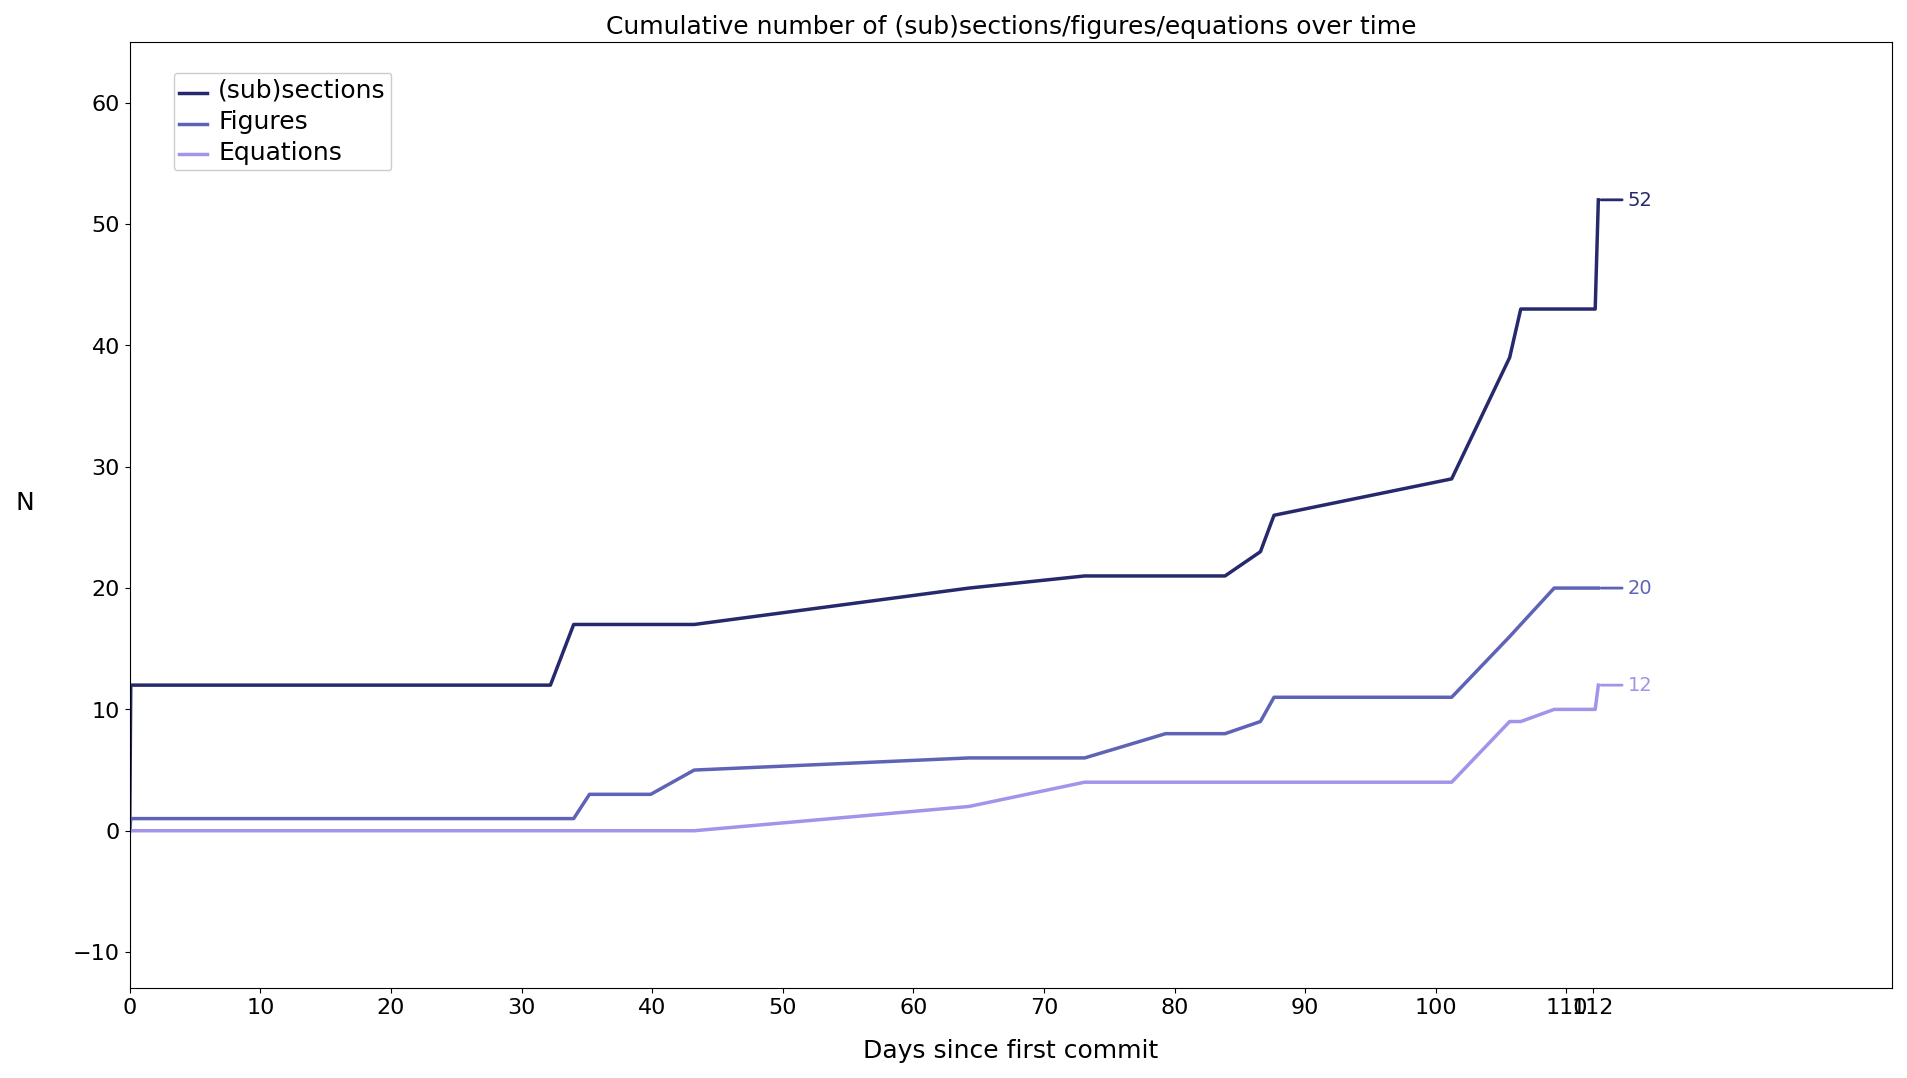 Cumulative number of (sub)sections/figures/equations over time
(sub)sections
Figures
Equations
60
50
40
30
20
10
0
−10
N
52
20
12
0 10 20 30 40 50 60 70 80 90 100 110 112
Days since first commit